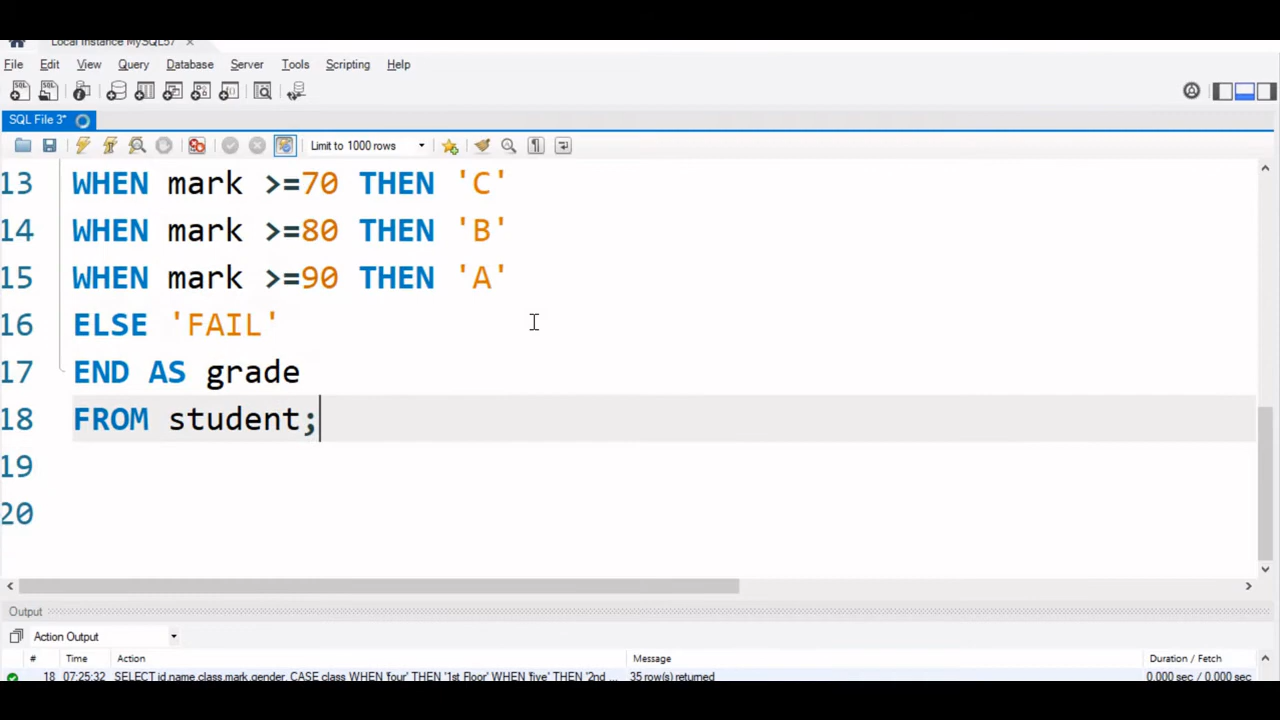 Local instance MySQL57 ×
File Edit View Query Database Server Tools Scripting Help
SQL File 3*
Limit to 1000 rows
13 WHEN mark >=70 THEN 'C'
14 WHEN mark >=80 THEN 'B'
15 WHEN mark >=90 THEN 'A'
16 ELSE 'FAIL'
17 END AS grade
18 FROM student;
19
20
Output
Action Output
# Time Action Message Duration / Fetch
18 07:25:32 SELECT id,name,class,mark,gender, CASE class WHEN 'four' THEN '1st Floor' WHEN 'five' THEN '2nd ... 35 row(s) returned 0.000 sec / 0.000 sec